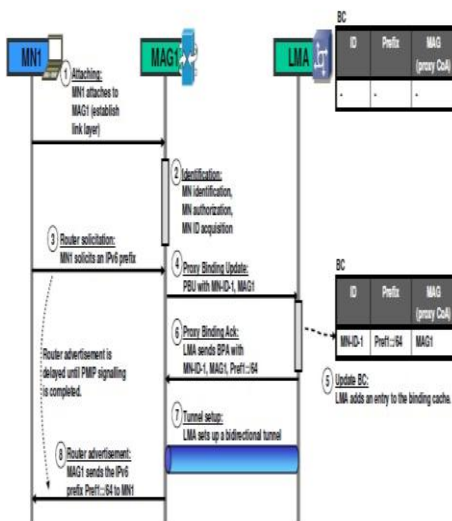 MN1
MAG1
LMA
BC
ID Prefix MAG (proxy CoA)
- - -
1 Attaching:
MN1 attaches to
MAG1 (establish
link layer)
2 Identification:
MN identification,
MN authorization,
MN ID acquisition
3 Router solicitation:
MN1 solicits an IPv6 prefix
4 Proxy Binding Update:
PBU with MN-ID-1, MAG1
BC
ID Prefix MAG (proxy CoA)
MN-ID-1 Pref1::/64 MAG1
5 Update BC:
LMA adds an entry to the binding cache.
6 Proxy Binding Ack:
LMA sends BPA with
MN-ID-1, MAG1, Pref1::/64
Router advertisement is
delayed until PMIP signalling
is completed.
7 Tunnel setup:
LMA sets up a bidirectional tunnel
8 Router advertisement:
MAG1 sends the IPv6
prefix Pref1::/64 to MN1